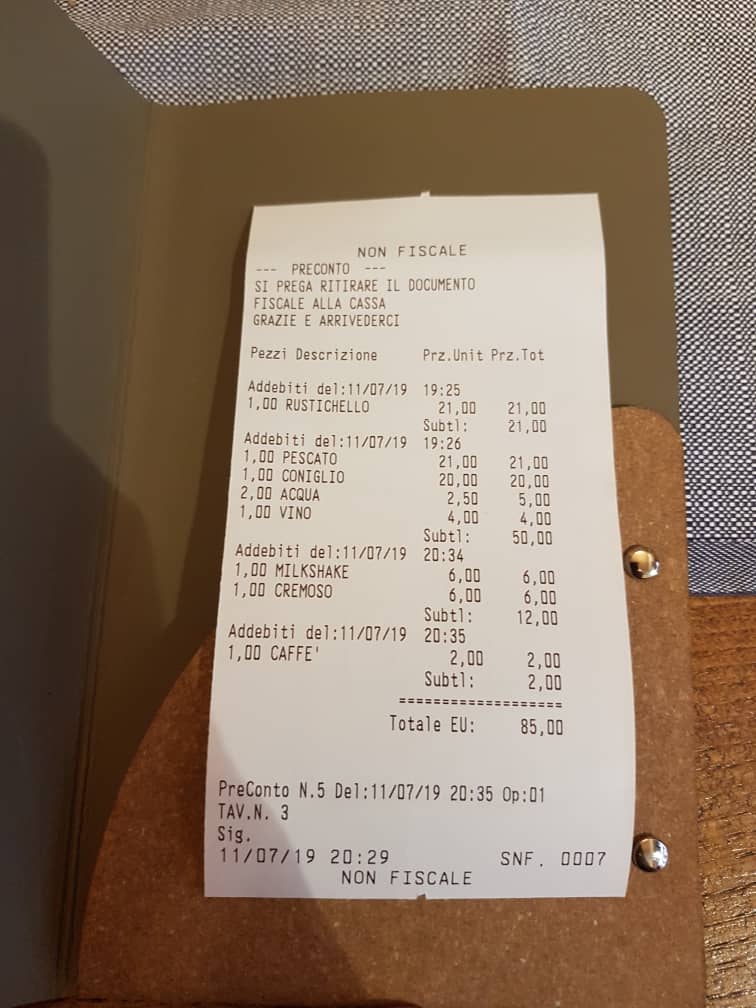 NON FISCALE
--- PRECONTO ---
SI PREGA RITIRARE IL DOCUMENTO
FISCALE ALLA CASSA
GRAZIE E ARRIVEDERCI
Pezzi Descrizione Prz.Unit Prz.Tot
Addebiti del:11/07/19 19:25
1,00 RUSTICHELLO 21,00 21,00
Subtl: 21,00
Addebiti del:11/07/19 19:26
1,00 PESCATO 21,00 21,00
1,00 CONIGLIO 20,00 20,00
2,00 ACQUA 2,50 5,00
1,00 VINO 4,00 4,00
Subtl: 50,00
Addebiti del:11/07/19 20:34
1,00 MILKSHAKE 6,00 6,00
1,00 CREMOSO 6,00 6,00
Subtl: 12,00
Addebiti del:11/07/19 20:35
1,00 CAFFE' 2,00 2,00
Subtl: 2,00
===================
Totale EU: 85,00
PreConto N.5 Del:11/07/19 20:35 Op:01
TAV.N. 3
Sig.
11/07/19 20:29 SNF. 0007
NON FISCALE